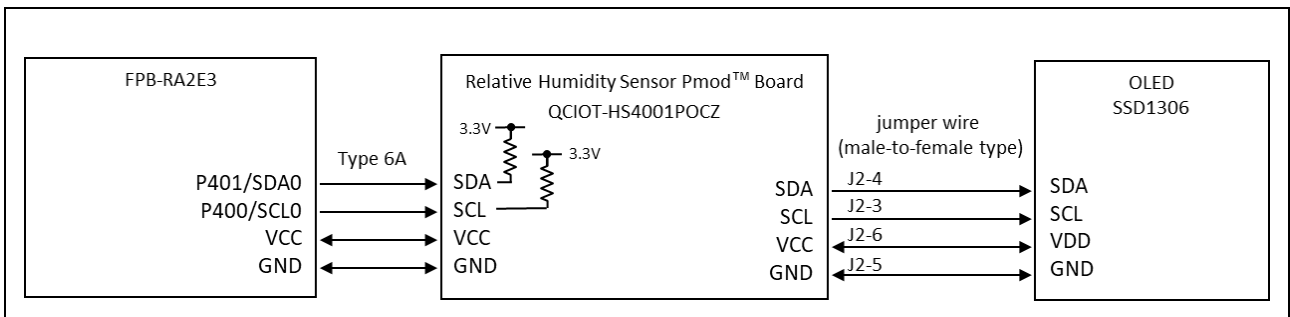 FPB-RA2E3
P401/SDA0
P400/SCL0
VCC
GND
Type 6A
Relative Humidity Sensor Pmod™ Board
QCIOT-HS4001POCZ
3.3V
3.3V
SDA
SCL
VCC
GND
SDA
SCL
VCC
GND
jumper wire
(male-to-female type)
J2-4
J2-3
J2-6
J2-5
OLED
SSD1306
SDA
SCL
VDD
GND